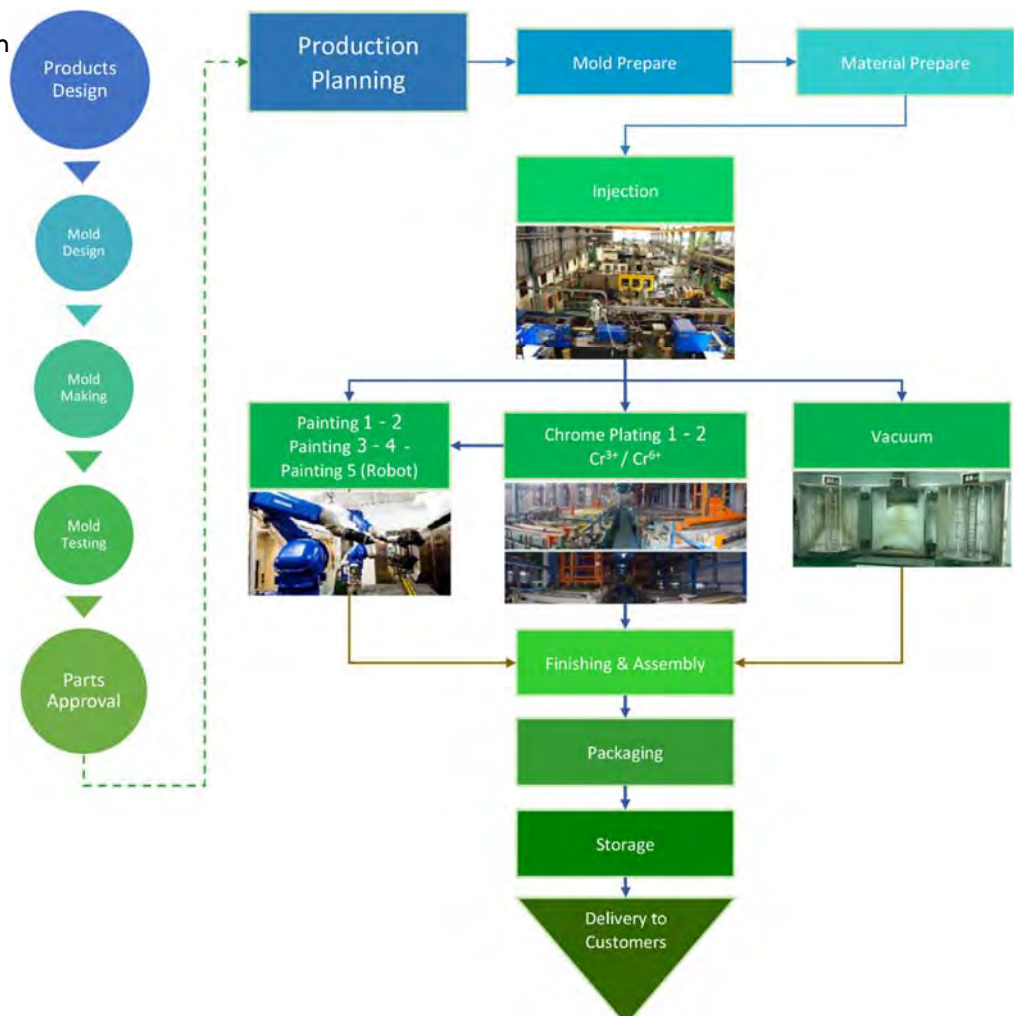 n
Products
Design
Mold
Design
Mold
Making
Mold
Testing
Parts
Approval
Production
Planning
Mold Prepare
Material Prepare
Injection
Painting 1 - 2
Painting 3 - 4 -
Painting 5 (Robot)
Chrome Plating 1 - 2
Cr³⁺ / Cr⁶⁺
Vacuum
Finishing & Assembly
Packaging
Storage
Delivery to
Customers